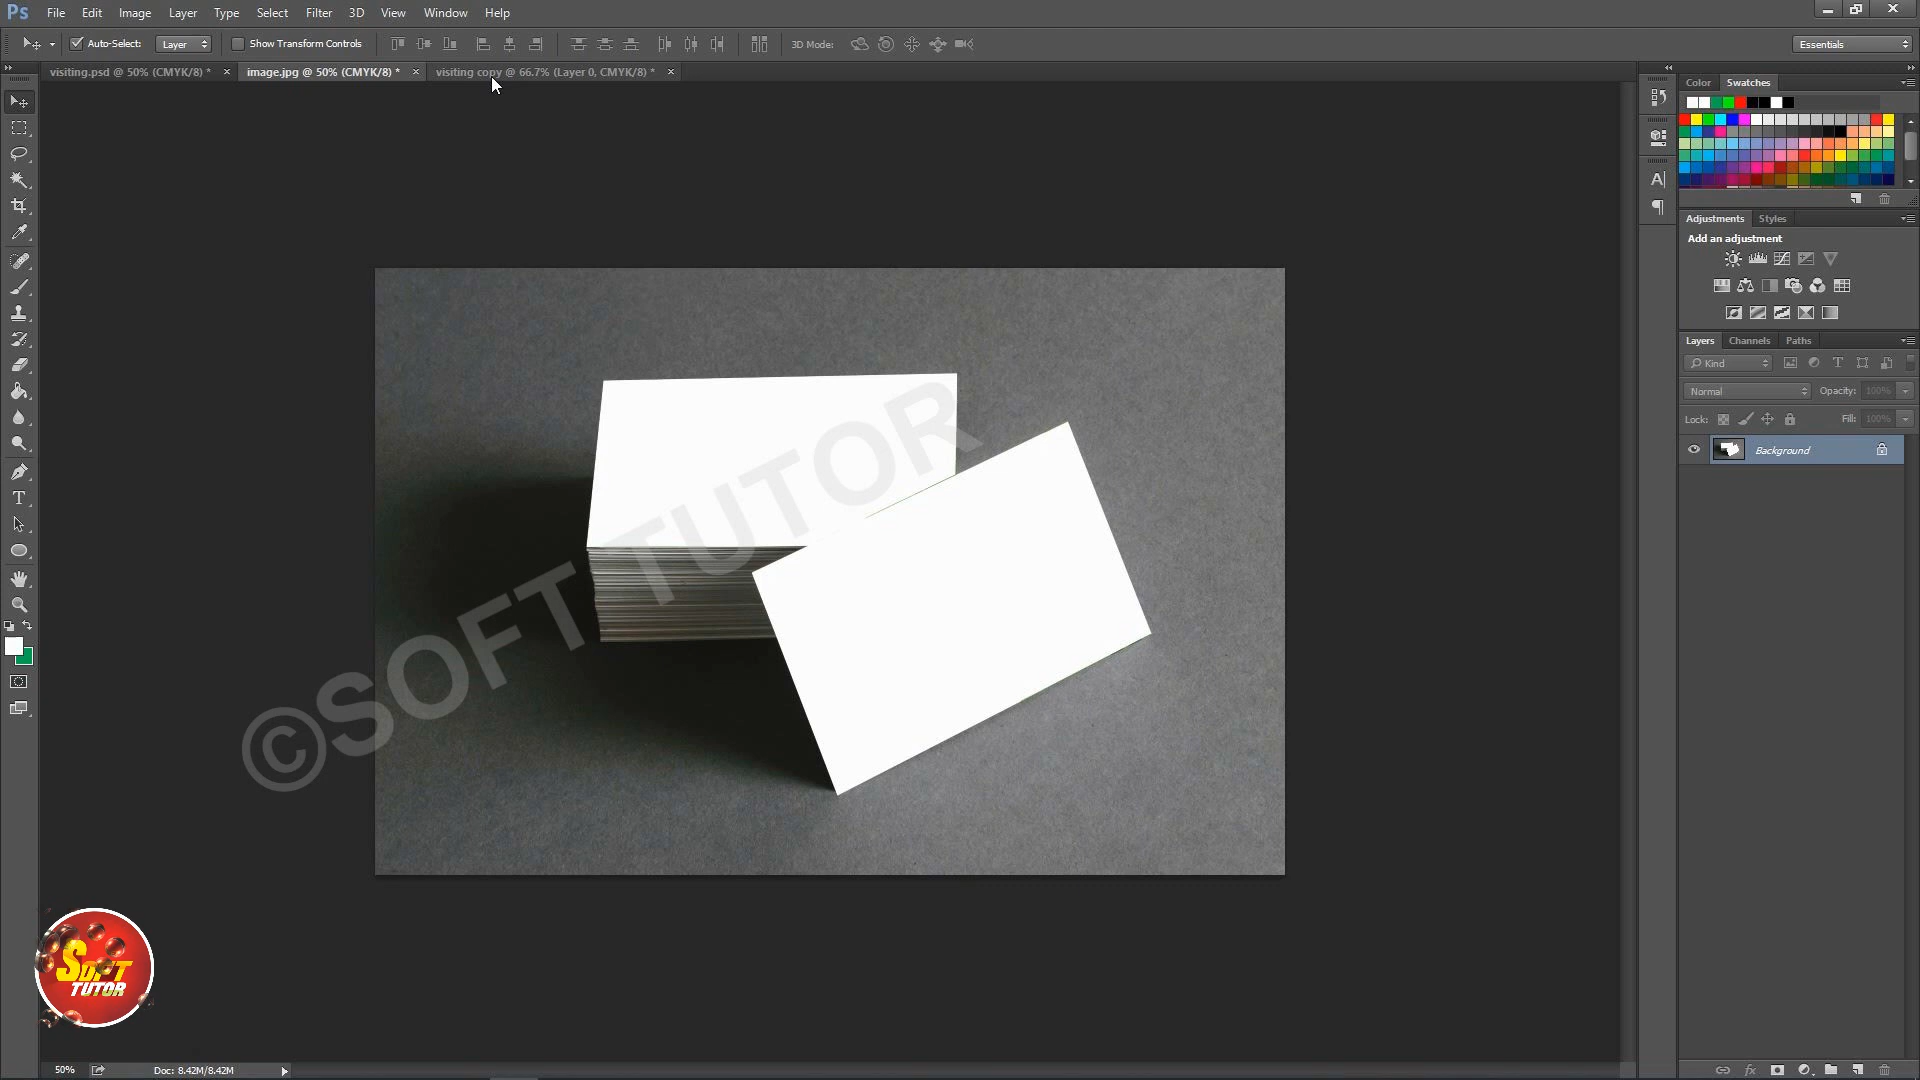 Ps File Edit Image Layer Type Select Filter 3D View Window Help
Auto-Select: Layer Show Transform Controls 3D Mode: Essentials
visiting.psd @ 50% (CMYK/8) * × image.jpg @ 50% (CMYK/8) * × visiting copy @ 66.7% (Layer 0, CMYK/8) * ×
Color Swatches
Adjustments Styles
Add an adjustment
Layers Channels Paths
Kind
Normal Opacity: 100%
Lock: Fill: 100%
Background
©SOFT TUTOR
SOFT
TUTOR
50% Doc: 8.42M/8.42M